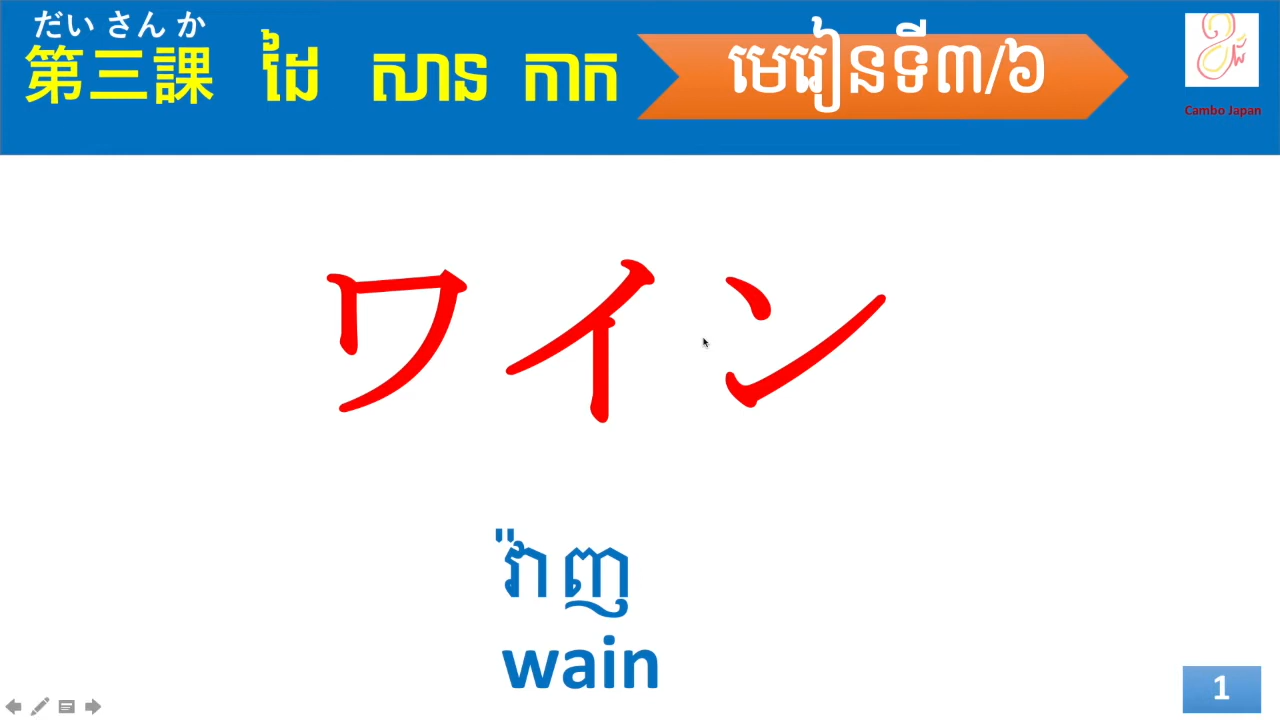 だい さん か
第三課 ដៃ សាន កាក មេរៀនទី៣/៦
Cambo Japan
ワイン
វ៉ាញ
wain
1